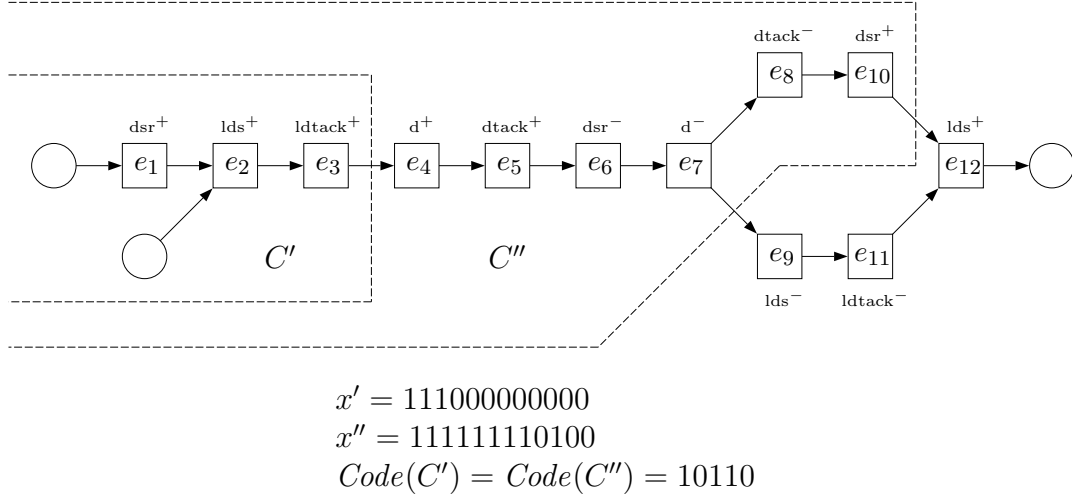 dtack⁻ dsr⁺
e₈ e₁₀
dsr⁺ lds⁺ ldtack⁺ d⁺ dtack⁺ dsr⁻ d⁻ lds⁺
e₁ e₂ e₃ e₄ e₅ e₆ e₇ e₁₂
C′ C″ e₉ e₁₁
lds⁻ ldtack⁻
x′ = 111000000000
x″ = 111111110100
Code(C′) = Code(C″) = 10110